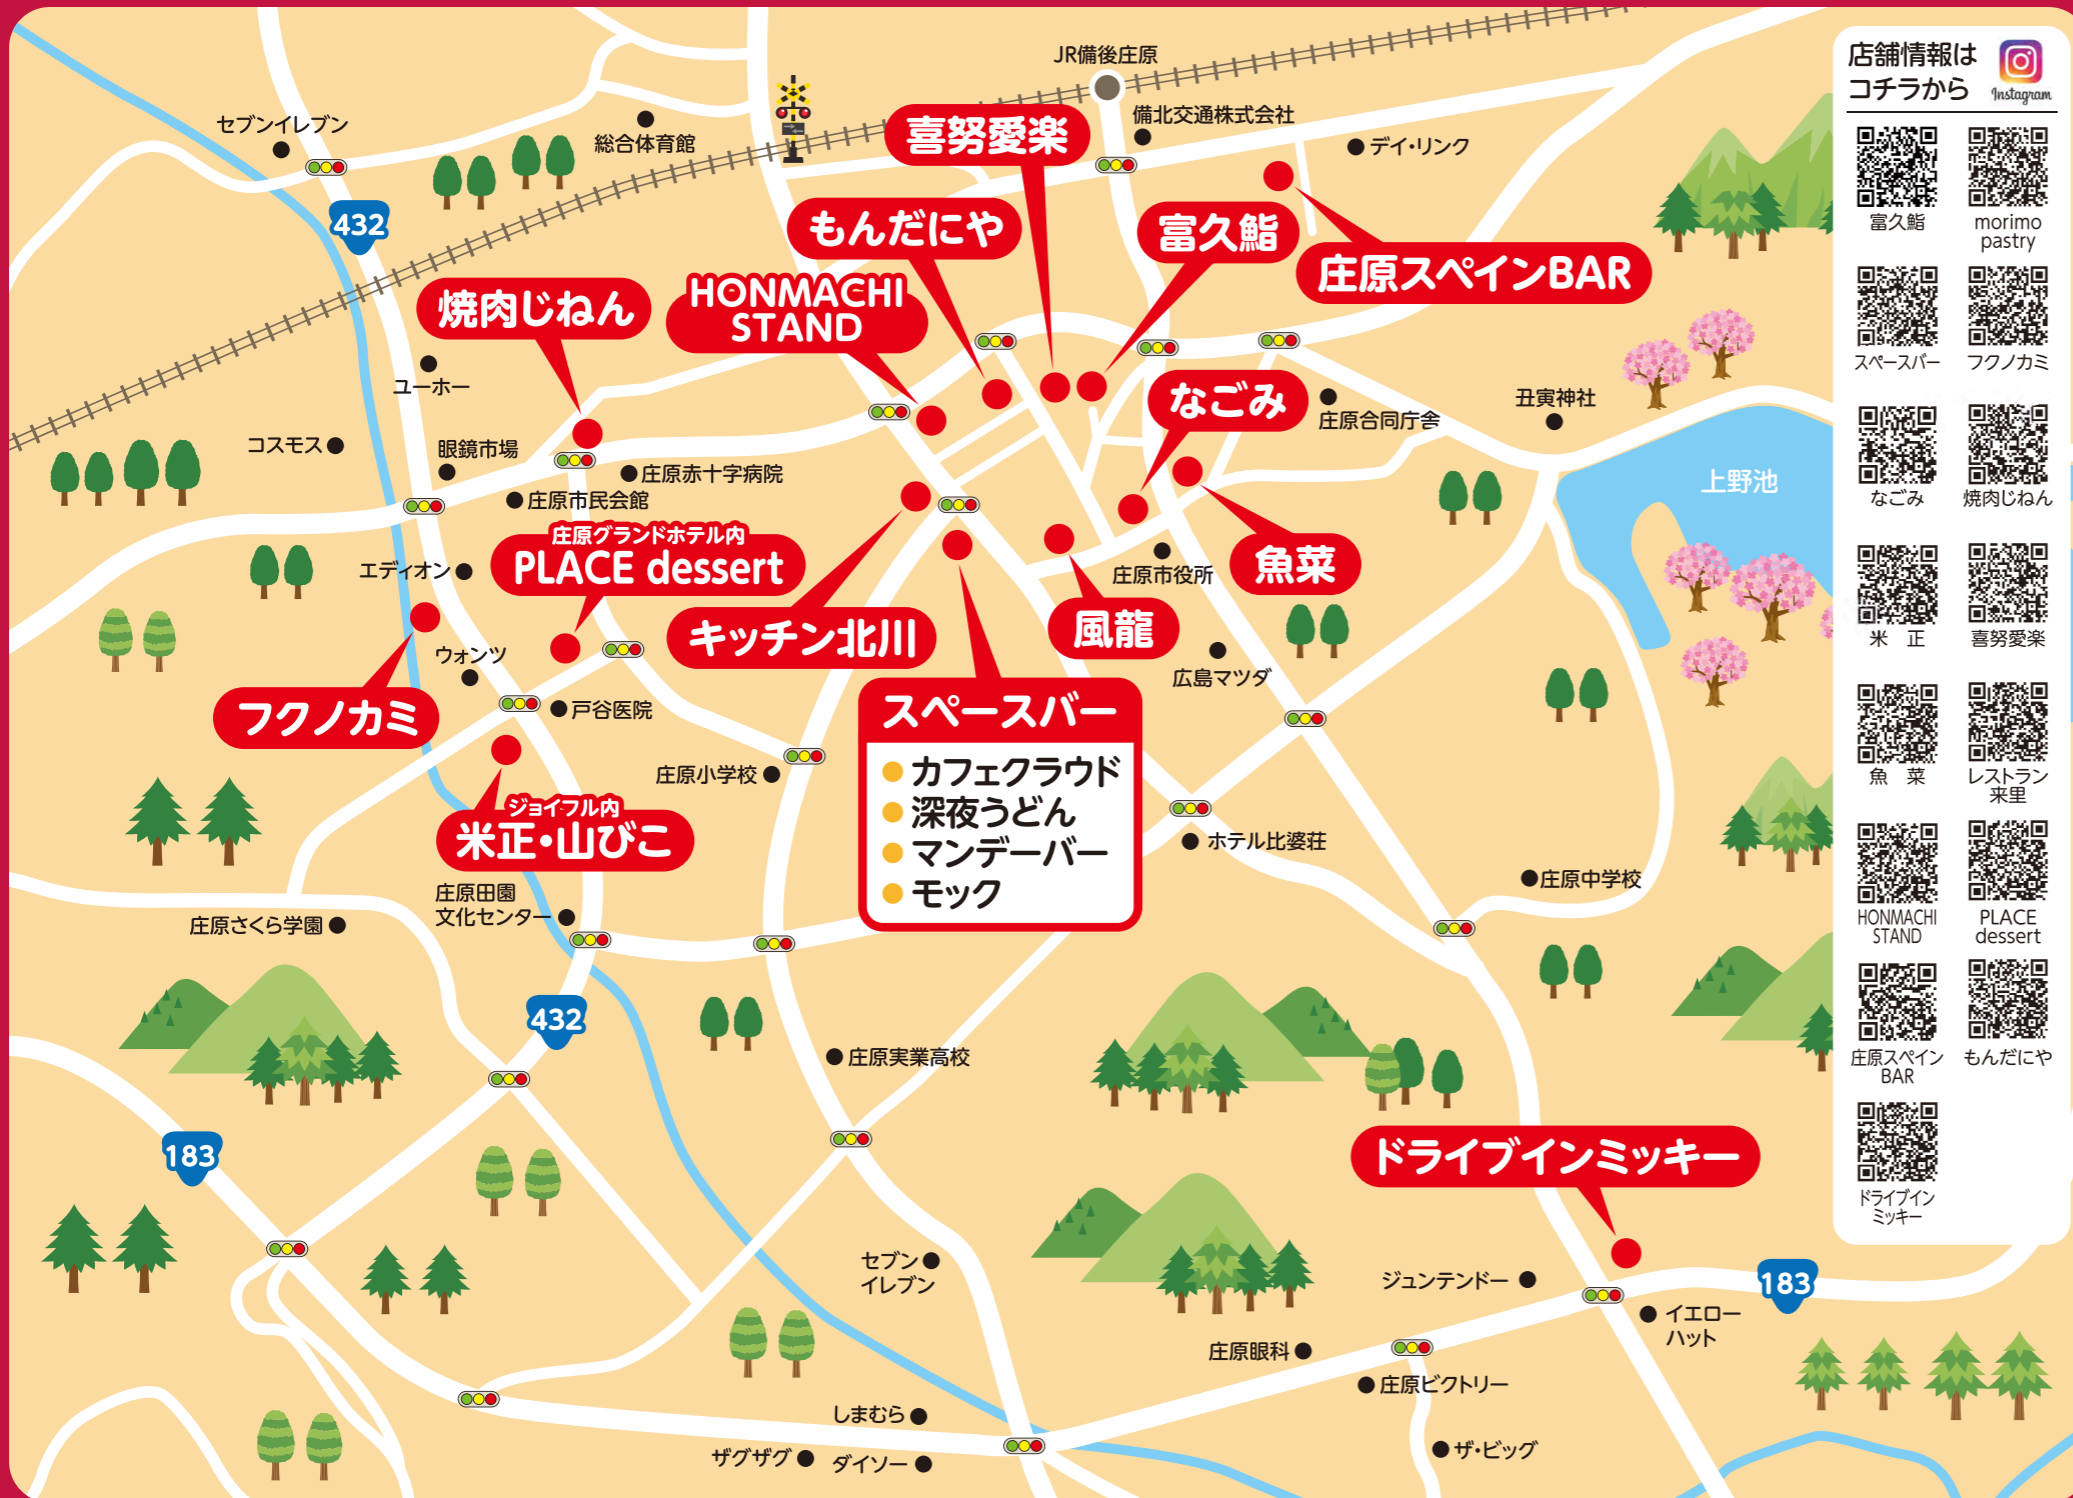 JR備後庄原
セブンイレブン
総合体育館
備北交通株式会社
デイ・リンク
喜努愛楽
もんだにや
富久鮨
庄原スペインBAR
432
焼肉じねん
HONMACHI
STAND
ユーホー
なごみ
庄原合同庁舎
丑寅神社
コスモス
眼鏡市場
庄原赤十字病院
庄原市民会館
上野池
庄原グランドホテル内
PLACE dessert
エディオン
魚菜
庄原市役所
キッチン北川
風龍
ウォンツ
広島マツダ
フクノカミ
戸谷医院
スペースバー
カフェクラウド
深夜うどん
マンデーバー
モック
庄原小学校
ジョイフル内
米正・山びこ
ホテル比婆荘
庄原中学校
庄原田園
文化センター
庄原さくら学園
432
庄原実業高校
183
ドライブインミッキー
セブン
イレブン
ジュンテンドー
183
イエロー
ハット
庄原眼科
庄原ビクトリー
しまむら
ザグザグ
ダイソー
ザ・ビッグ
店舗情報は
コチラから
Instagram
富久鮨
morimo
pastry
スペースバー
フクノカミ
なごみ
焼肉じねん
米 正
喜努愛楽
魚 菜
レストラン
来里
HONMACHI
STAND
PLACE
dessert
庄原スペイン
BAR
もんだにや
ドライブイン
ミッキー